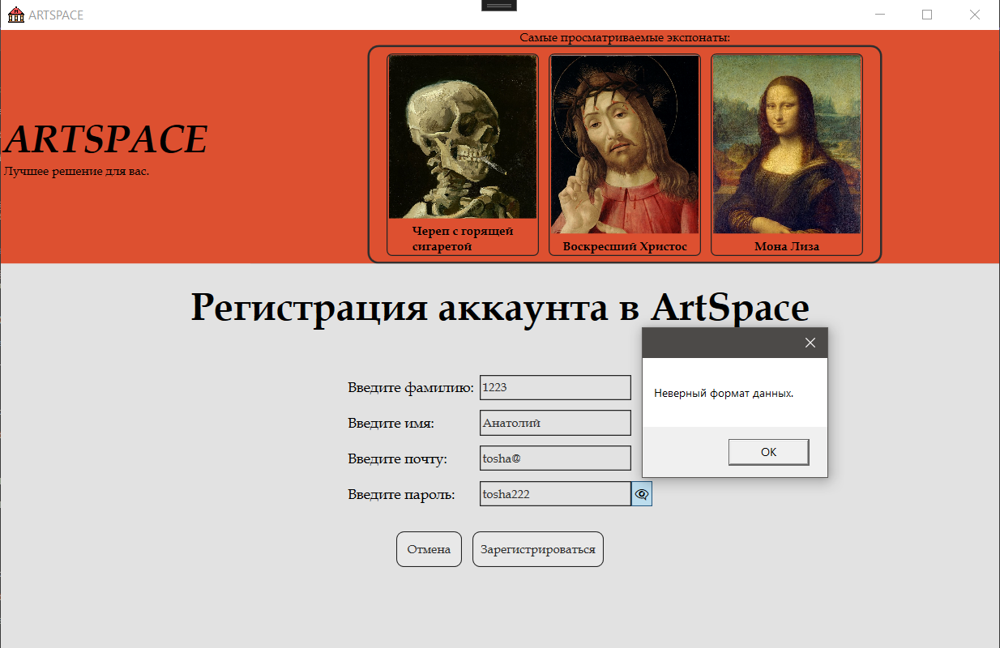 ARTSPACE
Самые просматриваемые экспонаты:
ARTSPACE
Лучшее решение для вас.
Череп с горящей
сигаретой
Воскресший Христос
Мона Лиза
Регистрация аккаунта в ArtSpace
Введите фамилию: 1223
Введите имя: Анатолий
Введите почту: tosha@
Введите пароль: tosha222
Неверный формат данных.
OK
Отмена
Зарегистрироваться